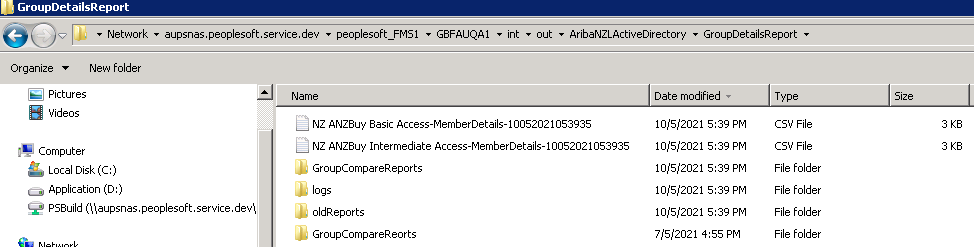 GroupDetailsReport
Network aupsnas.peoplesoft.service.dev peoplesoft_FMS1 GBFAUQA1 int out AribaNZLActiveDirectory GroupDetailsReport
Organize New folder
Pictures
Videos
Computer
Local Disk (C:)
Application (D:)
PSBuild (\\aupsnas.peoplesoft.service.dev\
Network
Name Date modified Type Size
NZ ANZBuy Basic Access-MemberDetails-10052021053935 10/5/2021 5:39 PM CSV File 3 KB
NZ ANZBuy Intermediate Access-MemberDetails-10052021053935 10/5/2021 5:39 PM CSV File 3 KB
GroupCompareReports 10/5/2021 5:39 PM File folder
logs 10/5/2021 5:39 PM File folder
oldReports 10/5/2021 5:39 PM File folder
GroupCompareReorts 7/5/2021 4:55 PM File folder